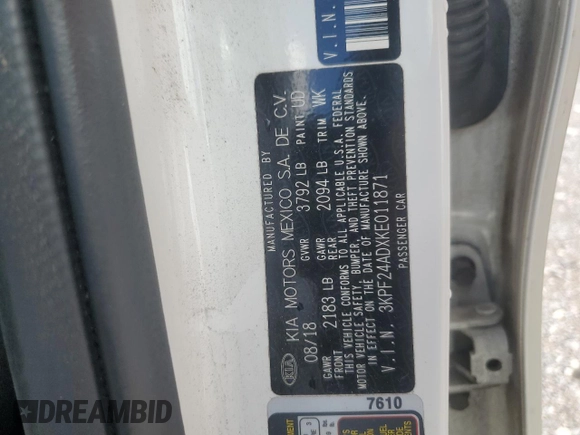 V.I.N.
MANUFACTURED BY
KIA KIA MOTORS MEXICO S.A. DE C.V.
08/18 GVWR 3792 LB PAINT UD
GAWR FRONT 2183 LB GAWR REAR 2094 LB TRIM WK
THIS VEHICLE CONFORMS TO ALL APPLICABLE U.S.A. FEDERAL
MOTOR VEHICLE SAFETY, BUMPER, AND THEFT PREVENTION STANDARDS
IN EFFECT ON THE DATE OF MANUFACTURE SHOWN ABOVE.
V.I.N. 3KPF24ADXKE011871
PASSENGER CAR
7610
DREAMBID